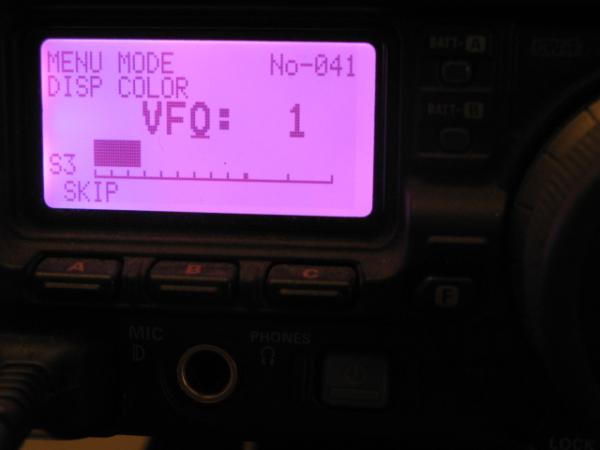 MENU MODE No-041
DISP COLOR
VFO: 1
S3
SKIP
BATT-A
BATT-B
A B C
F
MIC
PHONES
LOCK